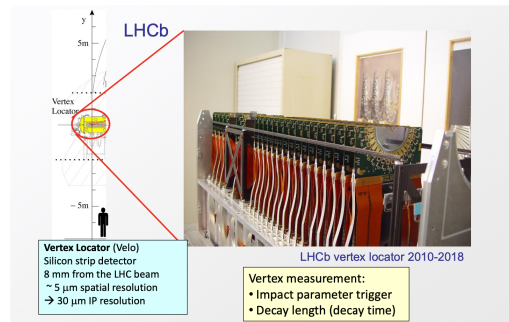 LHCb
y
5m
Vertex
Locator
- 5m
Vertex Locator (Velo)
Silicon strip detector
8 mm from the LHC beam
~ 5 μm spatial resolution
→ 30 μm IP resolution
LHCb vertex locator 2010-2018
Vertex measurement:
• Impact parameter trigger
• Decay length (decay time)